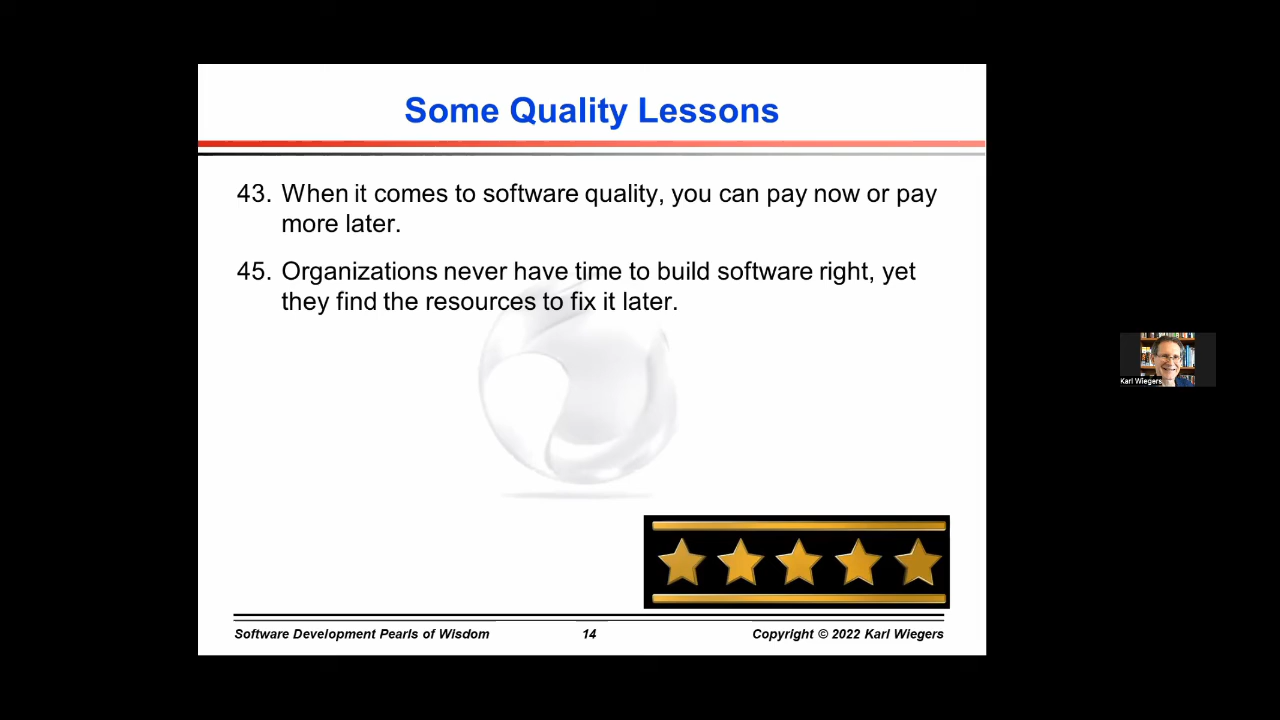 Some Quality Lessons
43. When it comes to software quality, you can pay now or pay
more later.
45. Organizations never have time to build software right, yet
they find the resources to fix it later.
Karl Wiegers
Software Development Pearls of Wisdom 14 Copyright © 2022 Karl Wiegers